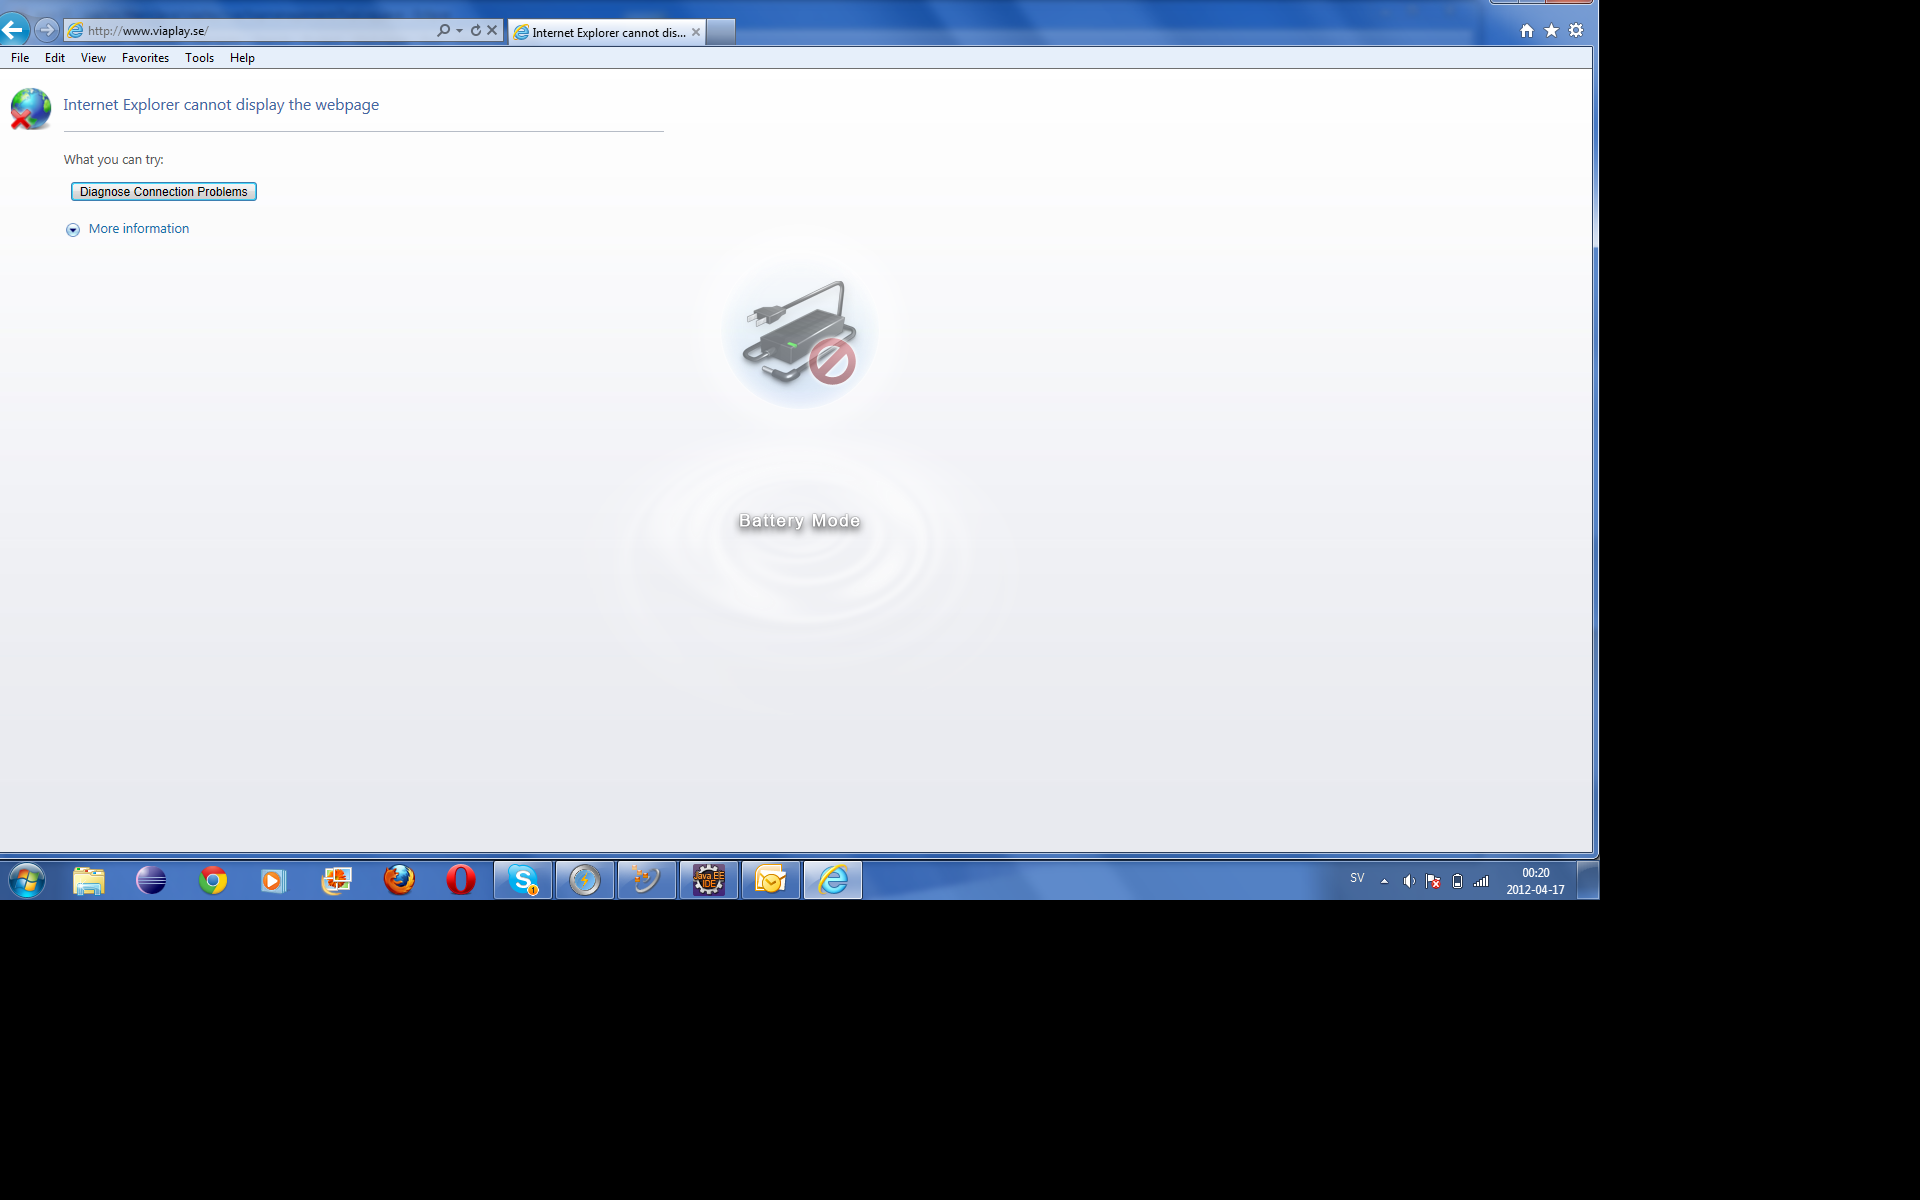 http://www.viaplay.se/
Internet Explorer cannot dis...
File Edit View Favorites Tools Help
Internet Explorer cannot display the webpage
What you can try:
Diagnose Connection Problems
More information
Battery Mode
S
Java EE
IDE
SV
00:20
2012-04-17